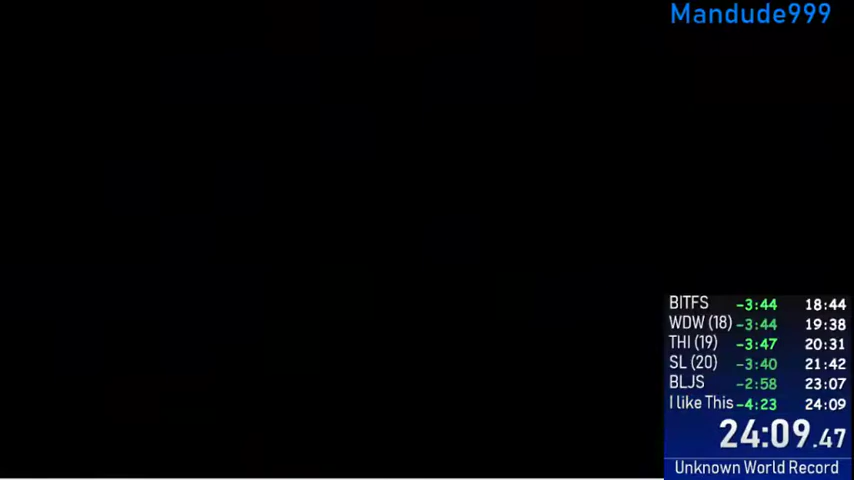 Mandude999
BITFS -3:44 18:44
WDW (18) -3:44 19:38
THI (19) -3:47 20:31
SL (20) -3:40 21:42
BLJS -2:58 23:07
I like This -4:23 24:09
24:09.47
Unknown World Record